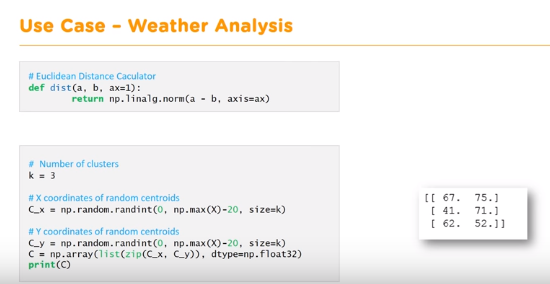 Use Case – Weather Analysis
# Euclidean Distance Caculator
def dist(a, b, ax=1):
return np.linalg.norm(a - b, axis=ax)
# Number of clusters
k = 3
# X coordinates of random centroids
C_x = np.random.randint(0, np.max(X)-20, size=k)
# Y coordinates of random centroids
C_y = np.random.randint(0, np.max(X)-20, size=k)
C = np.array(list(zip(C_x, C_y)), dtype=np.float32)
print(C)
[[ 67. 75.]
[ 41. 71.]
[ 62. 52.]]